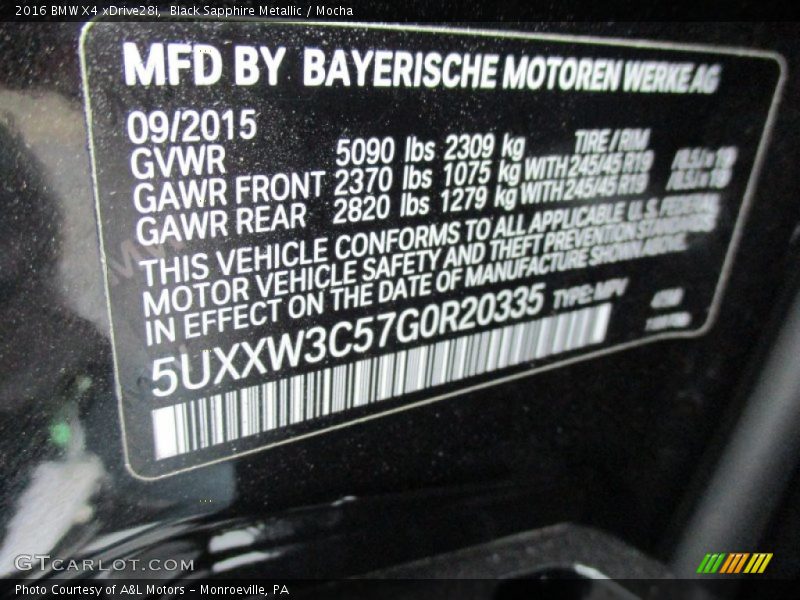 2016 BMW X4 xDrive28i, Black Sapphire Metallic / Mocha
MFD BY BAYERISCHE MOTOREN WERKE AG
09/2015
GVWR 5090 lbs 2309 kg TIRE / RIM
GAWR FRONT 2370 lbs 1075 kg WITH 245/45 R19
GAWR REAR 2820 lbs 1279 kg WITH 245/45 R19
THIS VEHICLE CONFORMS TO ALL APPLICABLE U.S. FEDERAL
MOTOR VEHICLE SAFETY AND THEFT PREVENTION STANDARDS
IN EFFECT ON THE DATE OF MANUFACTURE SHOWN ABOVE.
5UXXW3C57G0R20335 TYPE: MPV
GTCARLOT.COM
Photo Courtesy of A&L Motors - Monroeville, PA